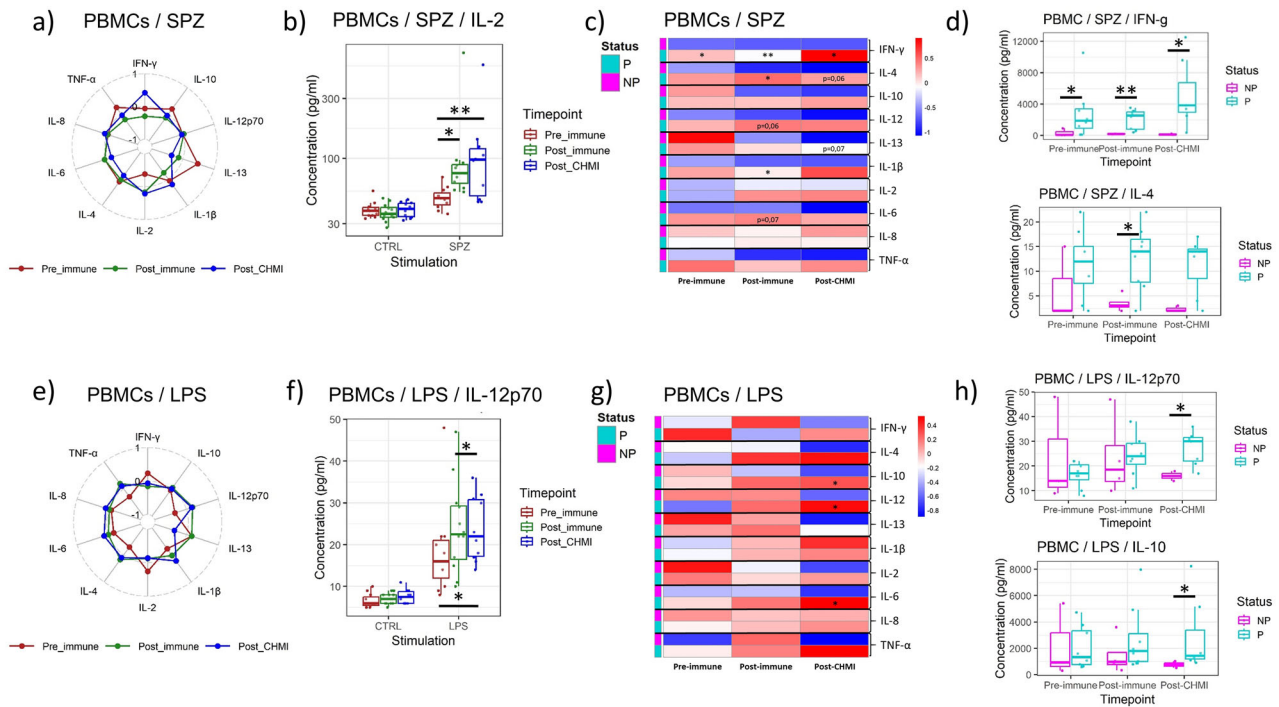 a)
PBMCs / SPZ
IFN-γ
IL-10
IL-12p70
IL-13
IL-1β
IL-2
IL-4
IL-6
IL-8
TNF-α
1
0
-1
Pre_immune
Post_immune
Post_CHMI
b)
PBMCs / SPZ / IL-2
Concentration (pg/ml)
300
100
30
* *
*
CTRL
SPZ
Stimulation
Timepoint
Pre_immune
Post_immune
Post_CHMI
c)
PBMCs / SPZ
Status
P
NP
* ** *
* p=0,06
p=0,06
p=0,07
*
p=0,07
IFN-γ
IL-4
IL-10
IL-12
IL-13
IL-1β
IL-2
IL-6
IL-8
TNF-α
Pre-immune
Post-immune
Post-CHMI
0.5
0
-0.5
-1
d)
PBMC / SPZ / IFN-g
Concentration (pg/ml)
12000
8000
4000
0
*
* *
*
Pre-immune
Post-immune
Post-CHMI
Timepoint
Status
NP
P
PBMC / SPZ / IL-4
Concentration (pg/ml)
20
15
10
5
*
Pre-immune
Post-immune
Post-CHMI
Timepoint
Status
NP
P
e)
PBMCs / LPS
IFN-γ
IL-10
IL-12p70
IL-13
IL-1β
IL-2
IL-4
IL-6
IL-8
TNF-α
1
0
-1
Pre_immune
Post_immune
Post_CHMI
f)
PBMCs / LPS / IL-12p70
Concentration (pg/ml)
50
40
30
20
10
*
*
CTRL
LPS
Stimulation
Timepoint
Pre_immune
Post_immune
Post_CHMI
g)
PBMCs / LPS
Status
P
NP
*
*
*
IFN-γ
IL-4
IL-10
IL-12
IL-13
IL-1β
IL-2
IL-6
IL-8
TNF-α
Pre-immune
Post-immune
Post-CHMI
0.4
0.2
0
-0.2
-0.4
-0.6
-0.8
h)
PBMC / LPS / IL-12p70
Concentration (pg/ml)
50
40
30
20
10
*
Pre-immune
Post-immune
Post-CHMI
Timepoint
Status
NP
P
PBMC / LPS / IL-10
Concentration (pg/ml)
8000
6000
4000
2000
0
*
Pre-immune
Post-immune
Post-CHMI
Timepoint
Status
NP
P